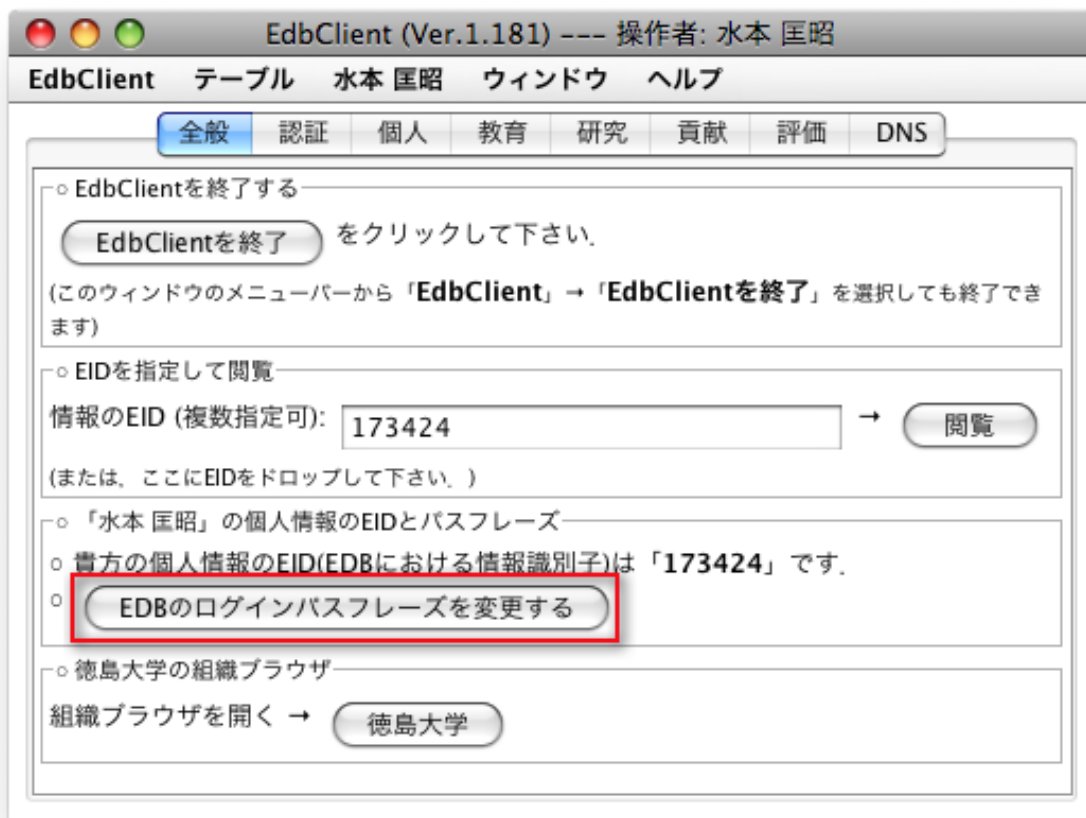 EdbClient (Ver.1.181) --- 操作者: 水本 匡昭
EdbClient テーブル 水本 匡昭 ウィンドウ ヘルプ
全般 認証 個人 教育 研究 貢献 評価 DNS
○ EdbClientを終了する
EdbClientを終了 をクリックして下さい.
(このウィンドウのメニューバーから「EdbClient」→「EdbClientを終了」を選択しても終了でき
ます)
○ EIDを指定して閲覧
情報のEID (複数指定可): 173424 → 閲覧
(または, ここにEIDをドロップして下さい. )
○ 「水本 匡昭」の個人情報のEIDとパスフレーズ
○ 貴方の個人情報のEID(EDBにおける情報識別子)は「173424」です.
○ EDBのログインパスフレーズを変更する
○ 徳島大学の組織ブラウザ
組織ブラウザを開く → 徳島大学